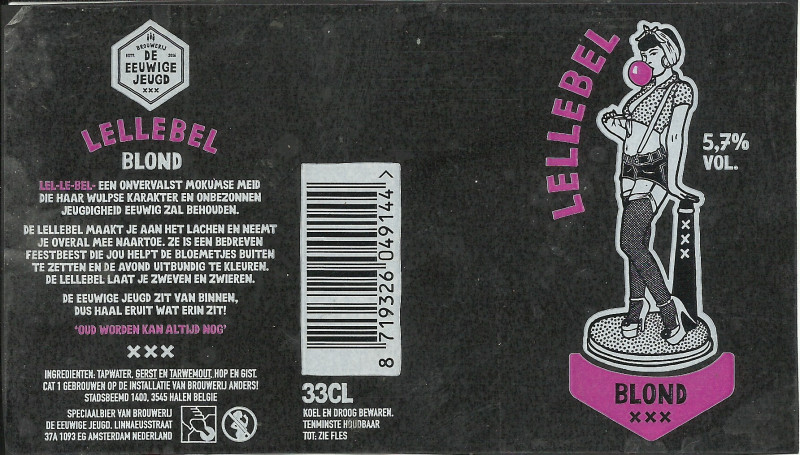 BROUWERIJ
ESTD. 2016
DE
EEUWIGE
JEUGD
XXX
LELLEBEL
BLOND
LEL-LE-BEL- EEN ONVERVALST MOKUMSE MEID
DIE HAAR WULPSE KARAKTER EN ONBEZONNEN
JEUGDIGHEID EEUWIG ZAL BEHOUDEN.
DE LELLEBEL MAAKT JE AAN HET LACHEN EN NEEMT
JE OVERAL MEE NAARTOE. ZE IS EEN BEDREVEN
FEESTBEEST DIE JOU HELPT DE BLOEMETJES BUITEN
TE ZETTEN EN DE AVOND UITBUNDIG TE KLEUREN.
DE LELLEBEL LAAT JE ZWEVEN EN ZWIEREN.
DE EEUWIGE JEUGD ZIT VAN BINNEN,
DUS HAAL ERUIT WAT ERIN ZIT!
'OUD WORDEN KAN ALTIJD NOG'
XXX
INGREDIENTEN: TAPWATER, GERST EN TARWEMOUT, HOP EN GIST.
CAT 1 GEBROUWEN OP DE INSTALLATIE VAN BROUWERIJ ANDERS!
STADSBEEMD 1400, 3545 HALEN BELGIE
SPECIAALBIER VAN BROUWERIJ
DE EEUWIGE JEUGD. LINNAEUSSTRAAT
37A 1093 EG AMSTERDAM NEDERLAND
8 719326 049144 >
33CL
KOEL EN DROOG BEWAREN.
TENMINSTE HOUDBAAR
TOT: ZIE FLES
LELLEBEL
5,7%
VOL.
XXX
BLOND
XXX